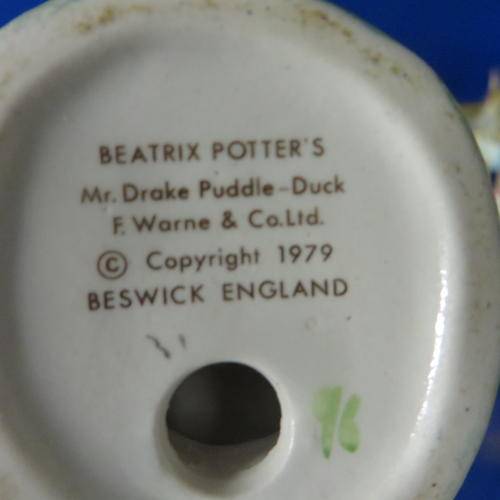 BEATRIX POTTER'S
Mr. Drake Puddle-Duck
F. Warne & Co.Ltd.
© Copyright 1979
BESWICK ENGLAND